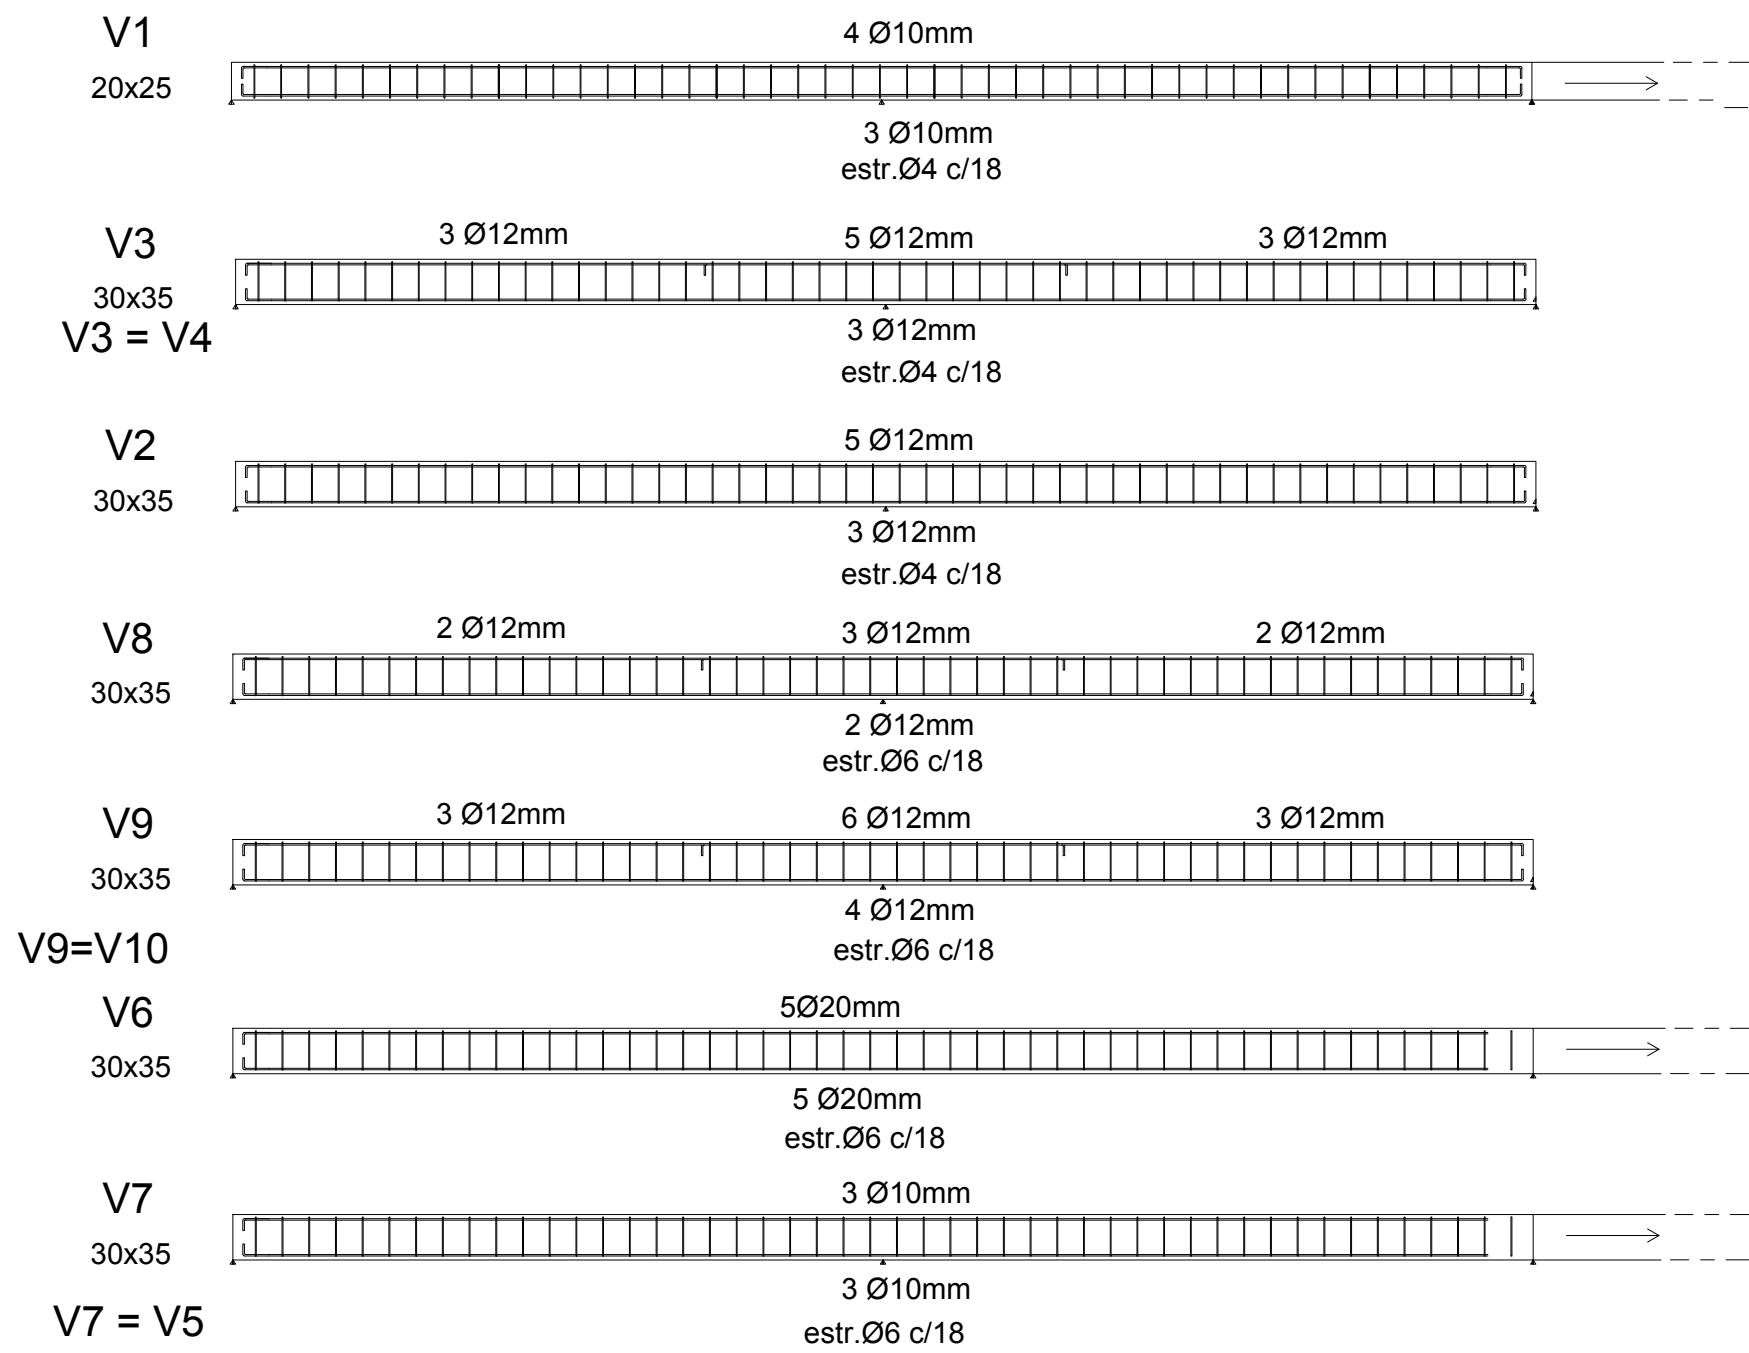 V1
4 Ø10mm
20x25
3 Ø10mm
estr.Ø4 c/18
V3
3 Ø12mm
5 Ø12mm
3 Ø12mm
30x35
V3 = V4
3 Ø12mm
estr.Ø4 c/18
V2
5 Ø12mm
30x35
3 Ø12mm
estr.Ø4 c/18
V8
2 Ø12mm
3 Ø12mm
2 Ø12mm
30x35
2 Ø12mm
estr.Ø6 c/18
V9
3 Ø12mm
6 Ø12mm
3 Ø12mm
30x35
4 Ø12mm
V9=V10
estr.Ø6 c/18
V6
5Ø20mm
30x35
5 Ø20mm
estr.Ø6 c/18
V7
3 Ø10mm
30x35
3 Ø10mm
V7 = V5
estr.Ø6 c/18